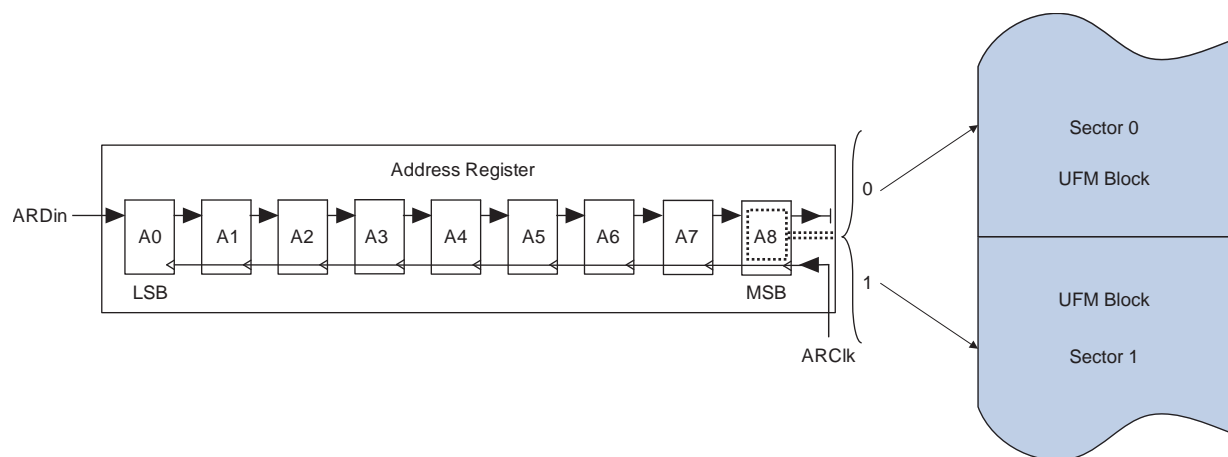 Address Register
ARDin
A0 A1 A2 A3 A4 A5 A6 A7 A8
LSB MSB
ARClk
0
1
Sector 0
UFM Block
UFM Block
Sector 1